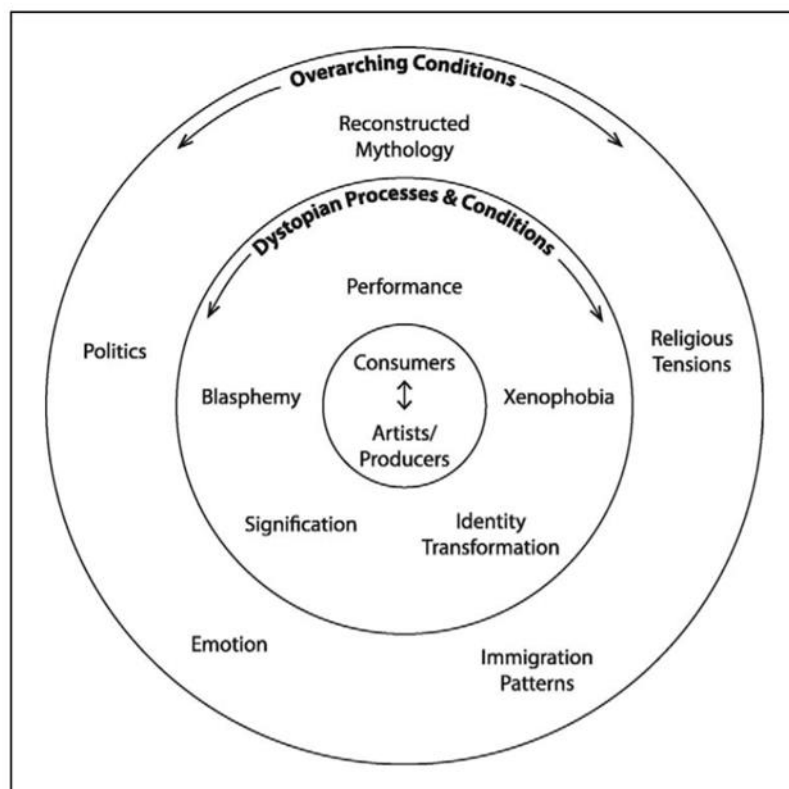 Overarching Conditions
Reconstructed
Mythology
Dystopian Processes & Conditions
Performance
Politics
Religious
Tensions
Consumers
Blasphemy
Xenophobia
Artists/
Producers
Signification
Identity
Transformation
Emotion
Immigration
Patterns